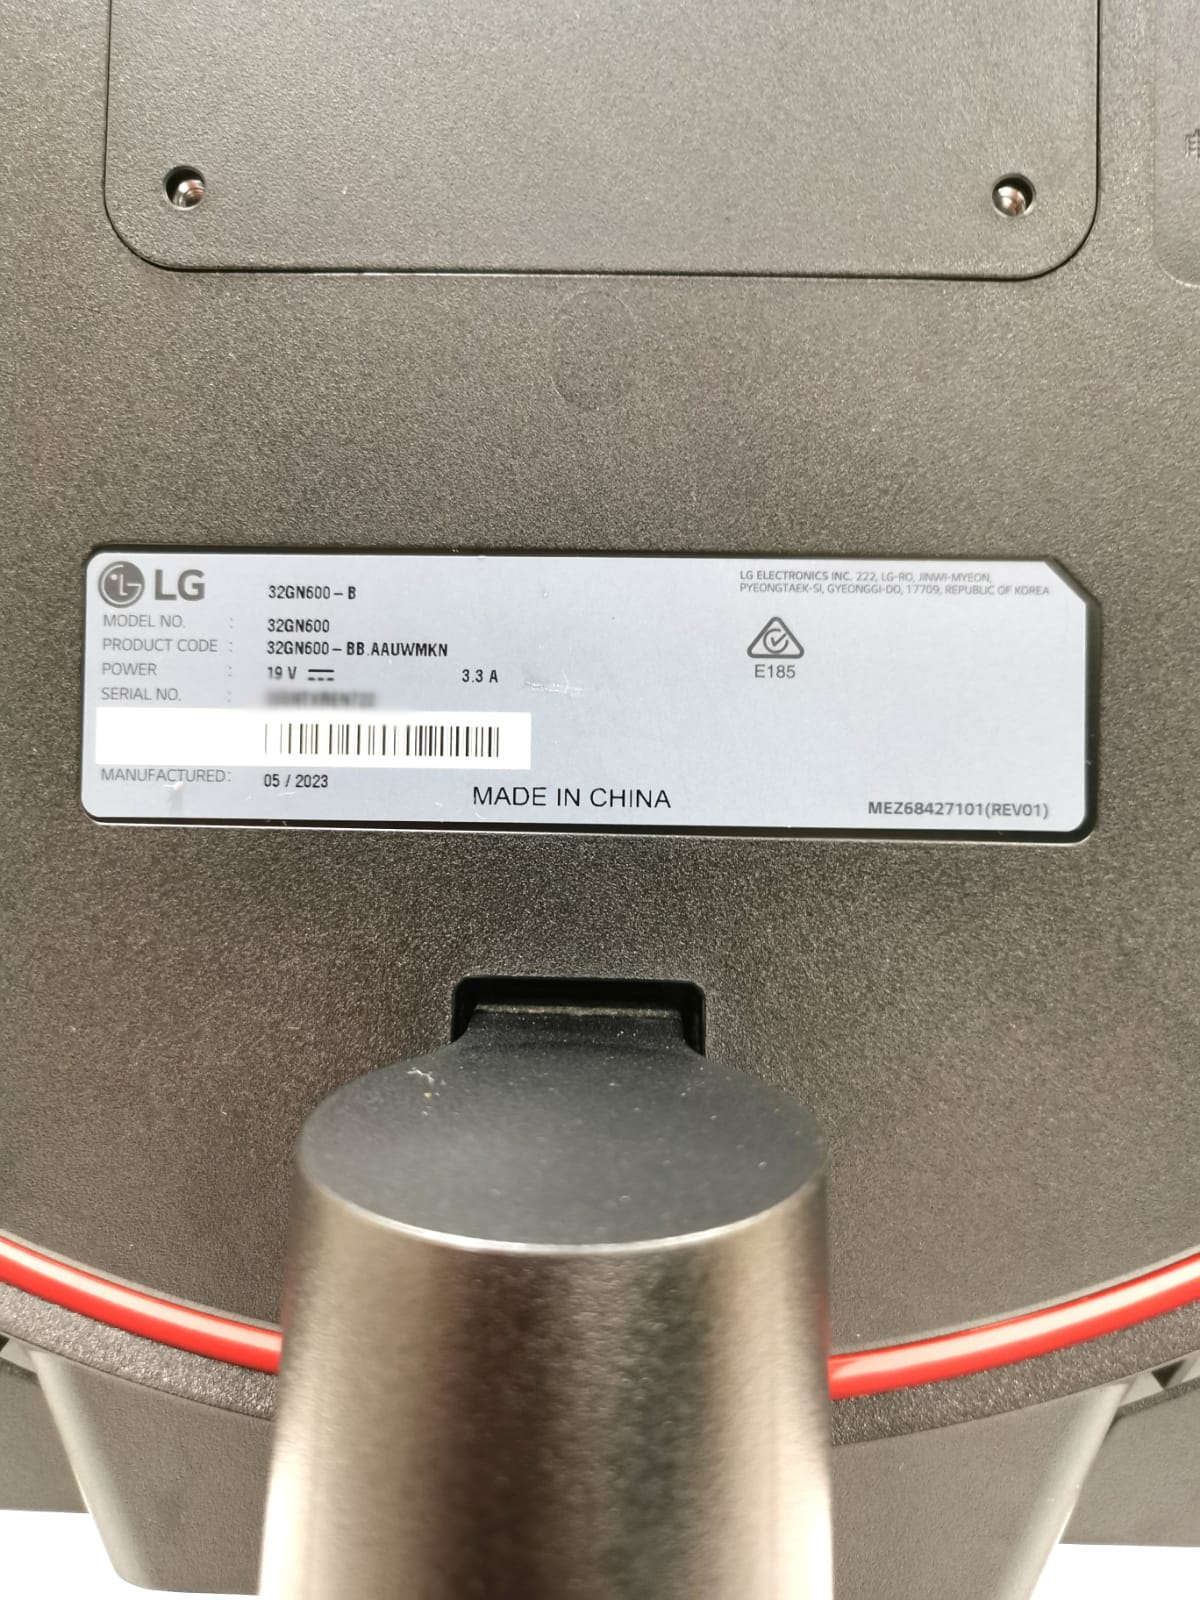 LG
32GN600-B
LG ELECTRONICS INC. 222, LG-RO, JINWI-MYEON,
PYEONGTAEK-SI, GYEONGGI-DO, 17709, REPUBLIC OF KOREA
MODEL NO. : 32GN600
PRODUCT CODE : 32GN600-BB.AAUWMKN
POWER : 19 V ⎓ 3.3 A
E185
SERIAL NO. :
MANUFACTURED: 05 / 2023
MADE IN CHINA
MEZ68427101(REV01)